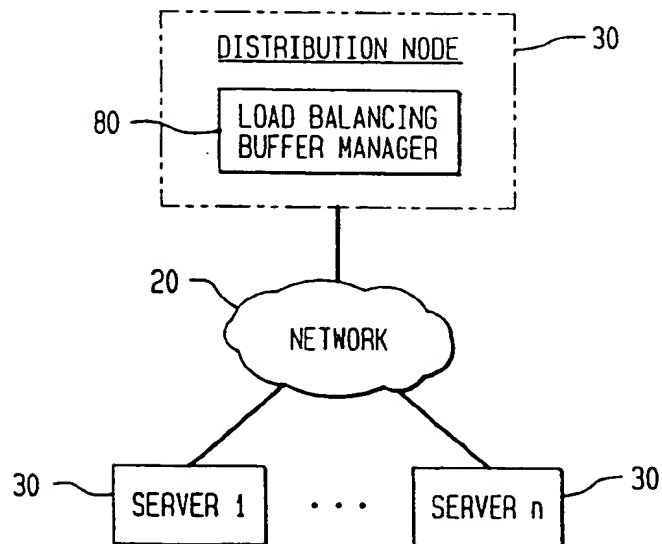 DISTRIBUTION NODE
30
80
LOAD BALANCING
BUFFER MANAGER
20
NETWORK
30
SERVER 1
. . .
SERVER n
30